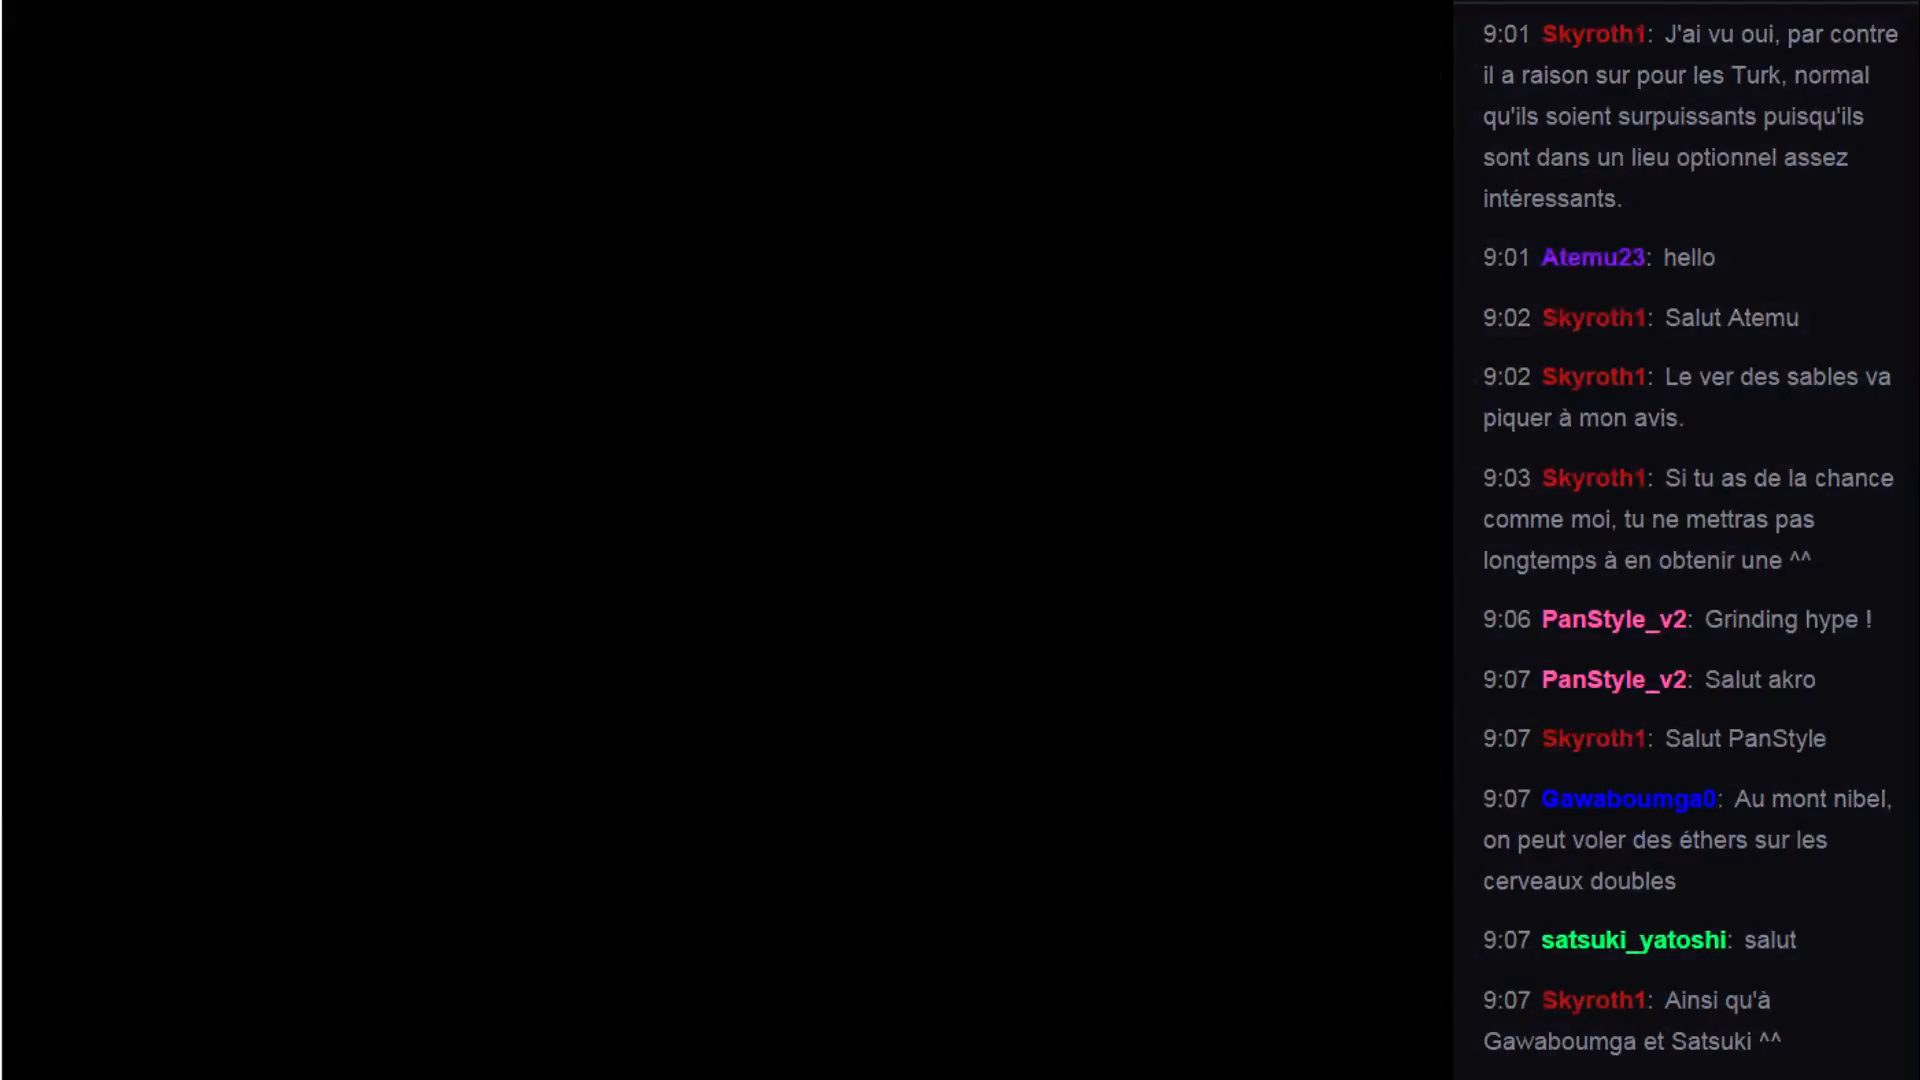 9:01 Skyroth1: J'ai vu oui, par contre
il a raison sur pour les Turk, normal
qu'ils soient surpuissants puisqu'ils
sont dans un lieu optionnel assez
intéressants.
9:01 Atemu23: hello
9:02 Skyroth1: Salut Atemu
9:02 Skyroth1: Le ver des sables va
piquer à mon avis.
9:03 Skyroth1: Si tu as de la chance
comme moi, tu ne mettras pas
longtemps à en obtenir une ^^
9:06 PanStyle_v2: Grinding hype !
9:07 PanStyle_v2: Salut akro
9:07 Skyroth1: Salut PanStyle
9:07 Gawaboumga0: Au mont nibel,
on peut voler des éthers sur les
cerveaux doubles
9:07 satsuki_yatoshi: salut
9:07 Skyroth1: Ainsi qu'à
Gawaboumga et Satsuki ^^